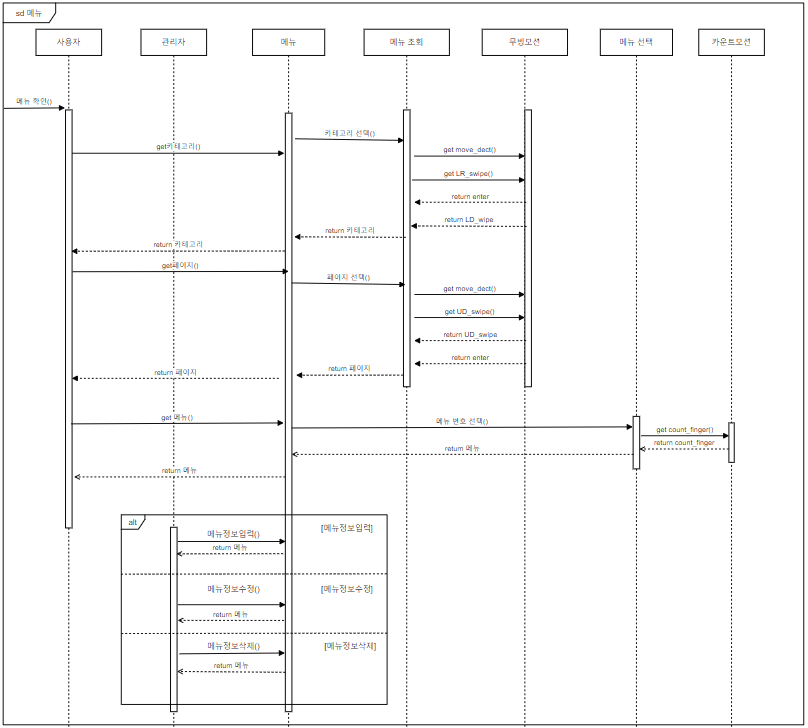 sd 메뉴
사용자
관리자
메뉴
메뉴 조회
무빙모션
메뉴 선택
카운트모션
메뉴 확인()
카테고리 선택()
get카테고리()
get move_dect()
get LR_swipe()
return enter
return LD_wipe
return 카테고리
return 카테고리
get페이지()
페이지 선택()
get move_dect()
get UD_swipe()
return UD_swipe
return enter
return 페이지
return 페이지
get 메뉴()
메뉴 번호 선택()
get count_finger()
return count_finger
return 메뉴
return 메뉴
alt
[메뉴정보입력]
메뉴정보입력()
return 메뉴
메뉴정보수정()
[메뉴정보수정]
return 메뉴
메뉴정보삭제()
[메뉴정보삭제]
return 메뉴